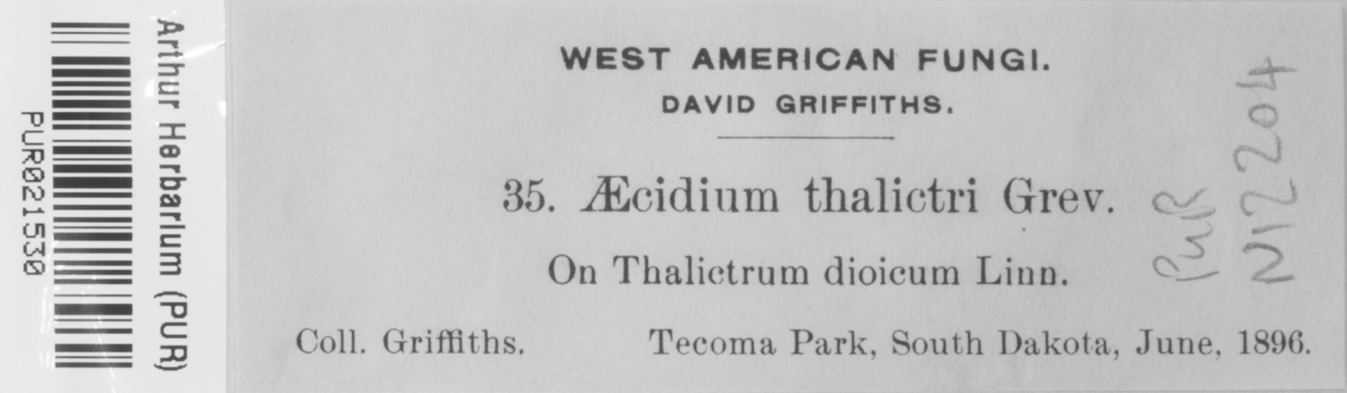 Arthur Herbarium (PUR)
PUR021530
WEST AMERICAN FUNGI.
DAVID GRIFFITHS.
35. Æcidium thalictri Grev.
On Thalictrum dioicum Linn.
Coll. Griffiths. Tecoma Park, South Dakota, June, 1896.
PUR
N12204